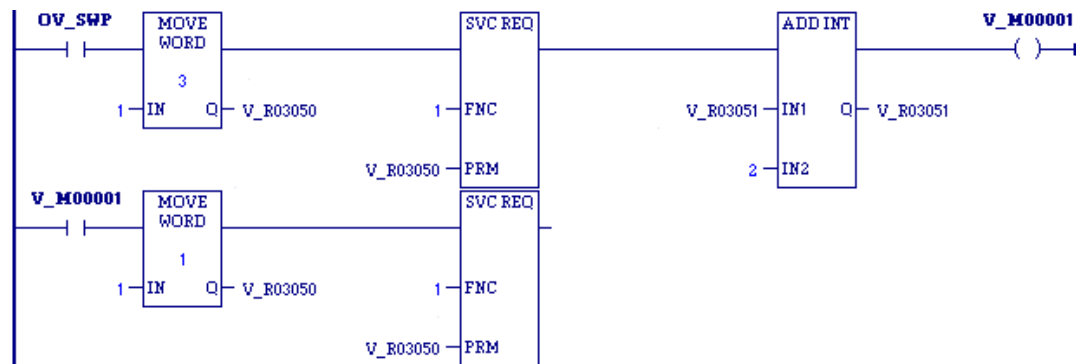 OV_SWP MOVE WORD SVC REQ ADD INT V_M00001
3
1 IN Q V_R03050 1 FNC V_R03051 IN1 Q V_R03051
V_R03050 PRM 2 IN2
V_M00001 MOVE WORD SVC REQ
1
1 IN Q V_R03050 1 FNC
V_R03050 PRM